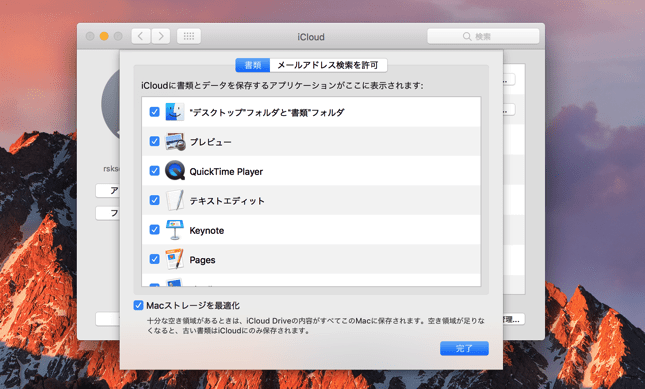 iCloud
検索
書類
メールアドレス検索を許可
iCloudに書類とデータを保存するアプリケーションがここに表示されます:
"デスクトップ"フォルダと"書類"フォルダ
プレビュー
QuickTime Player
テキストエディット
Keynote
Pages
Macストレージを最適化
十分な空き領域があるときは、iCloud Driveの内容がすべてこのMacに保存されます。空き領域が足りなく
なくなると、古い書類はiCloudにのみ保存されます。
完了
rsks
ア
フ
管理...